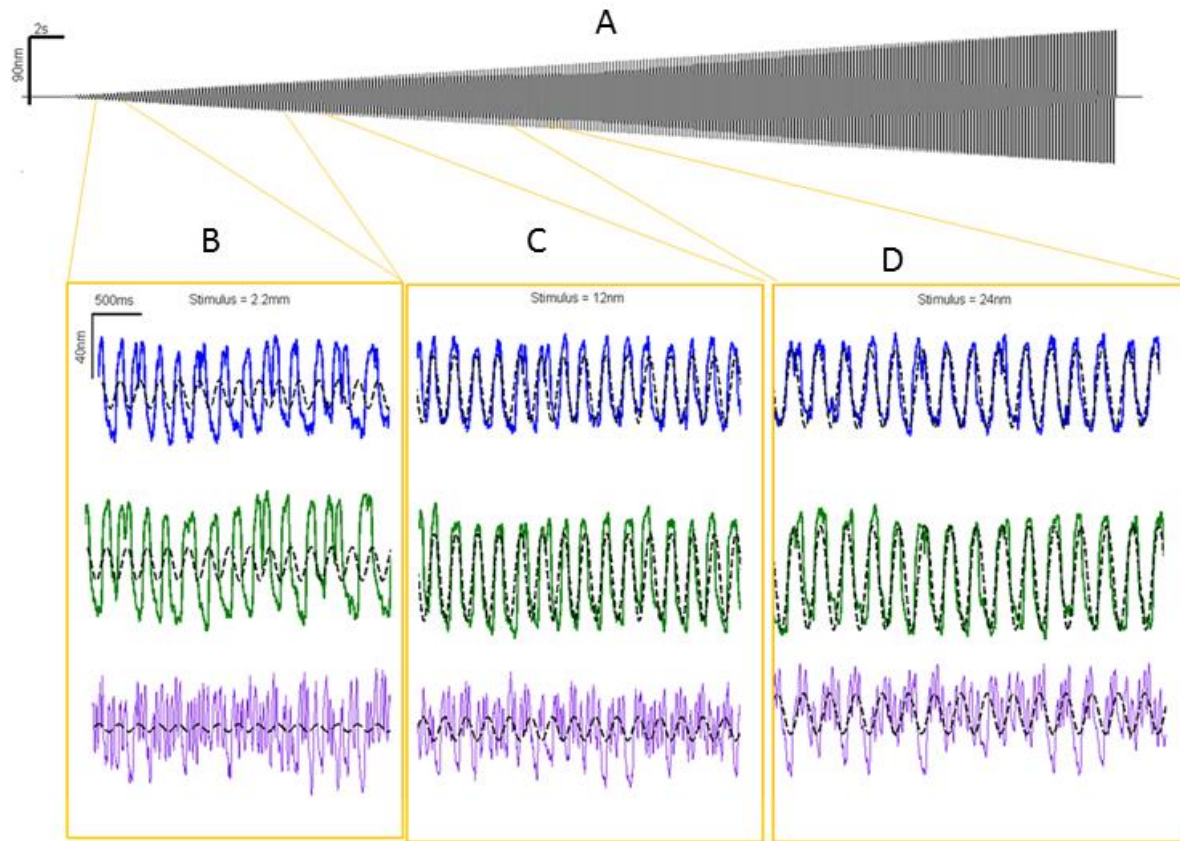 A
2s
90nm
B
C
D
500ms
Stimulus = 2.2mm
40nm
Stimulus = 12nm
Stimulus = 24nm